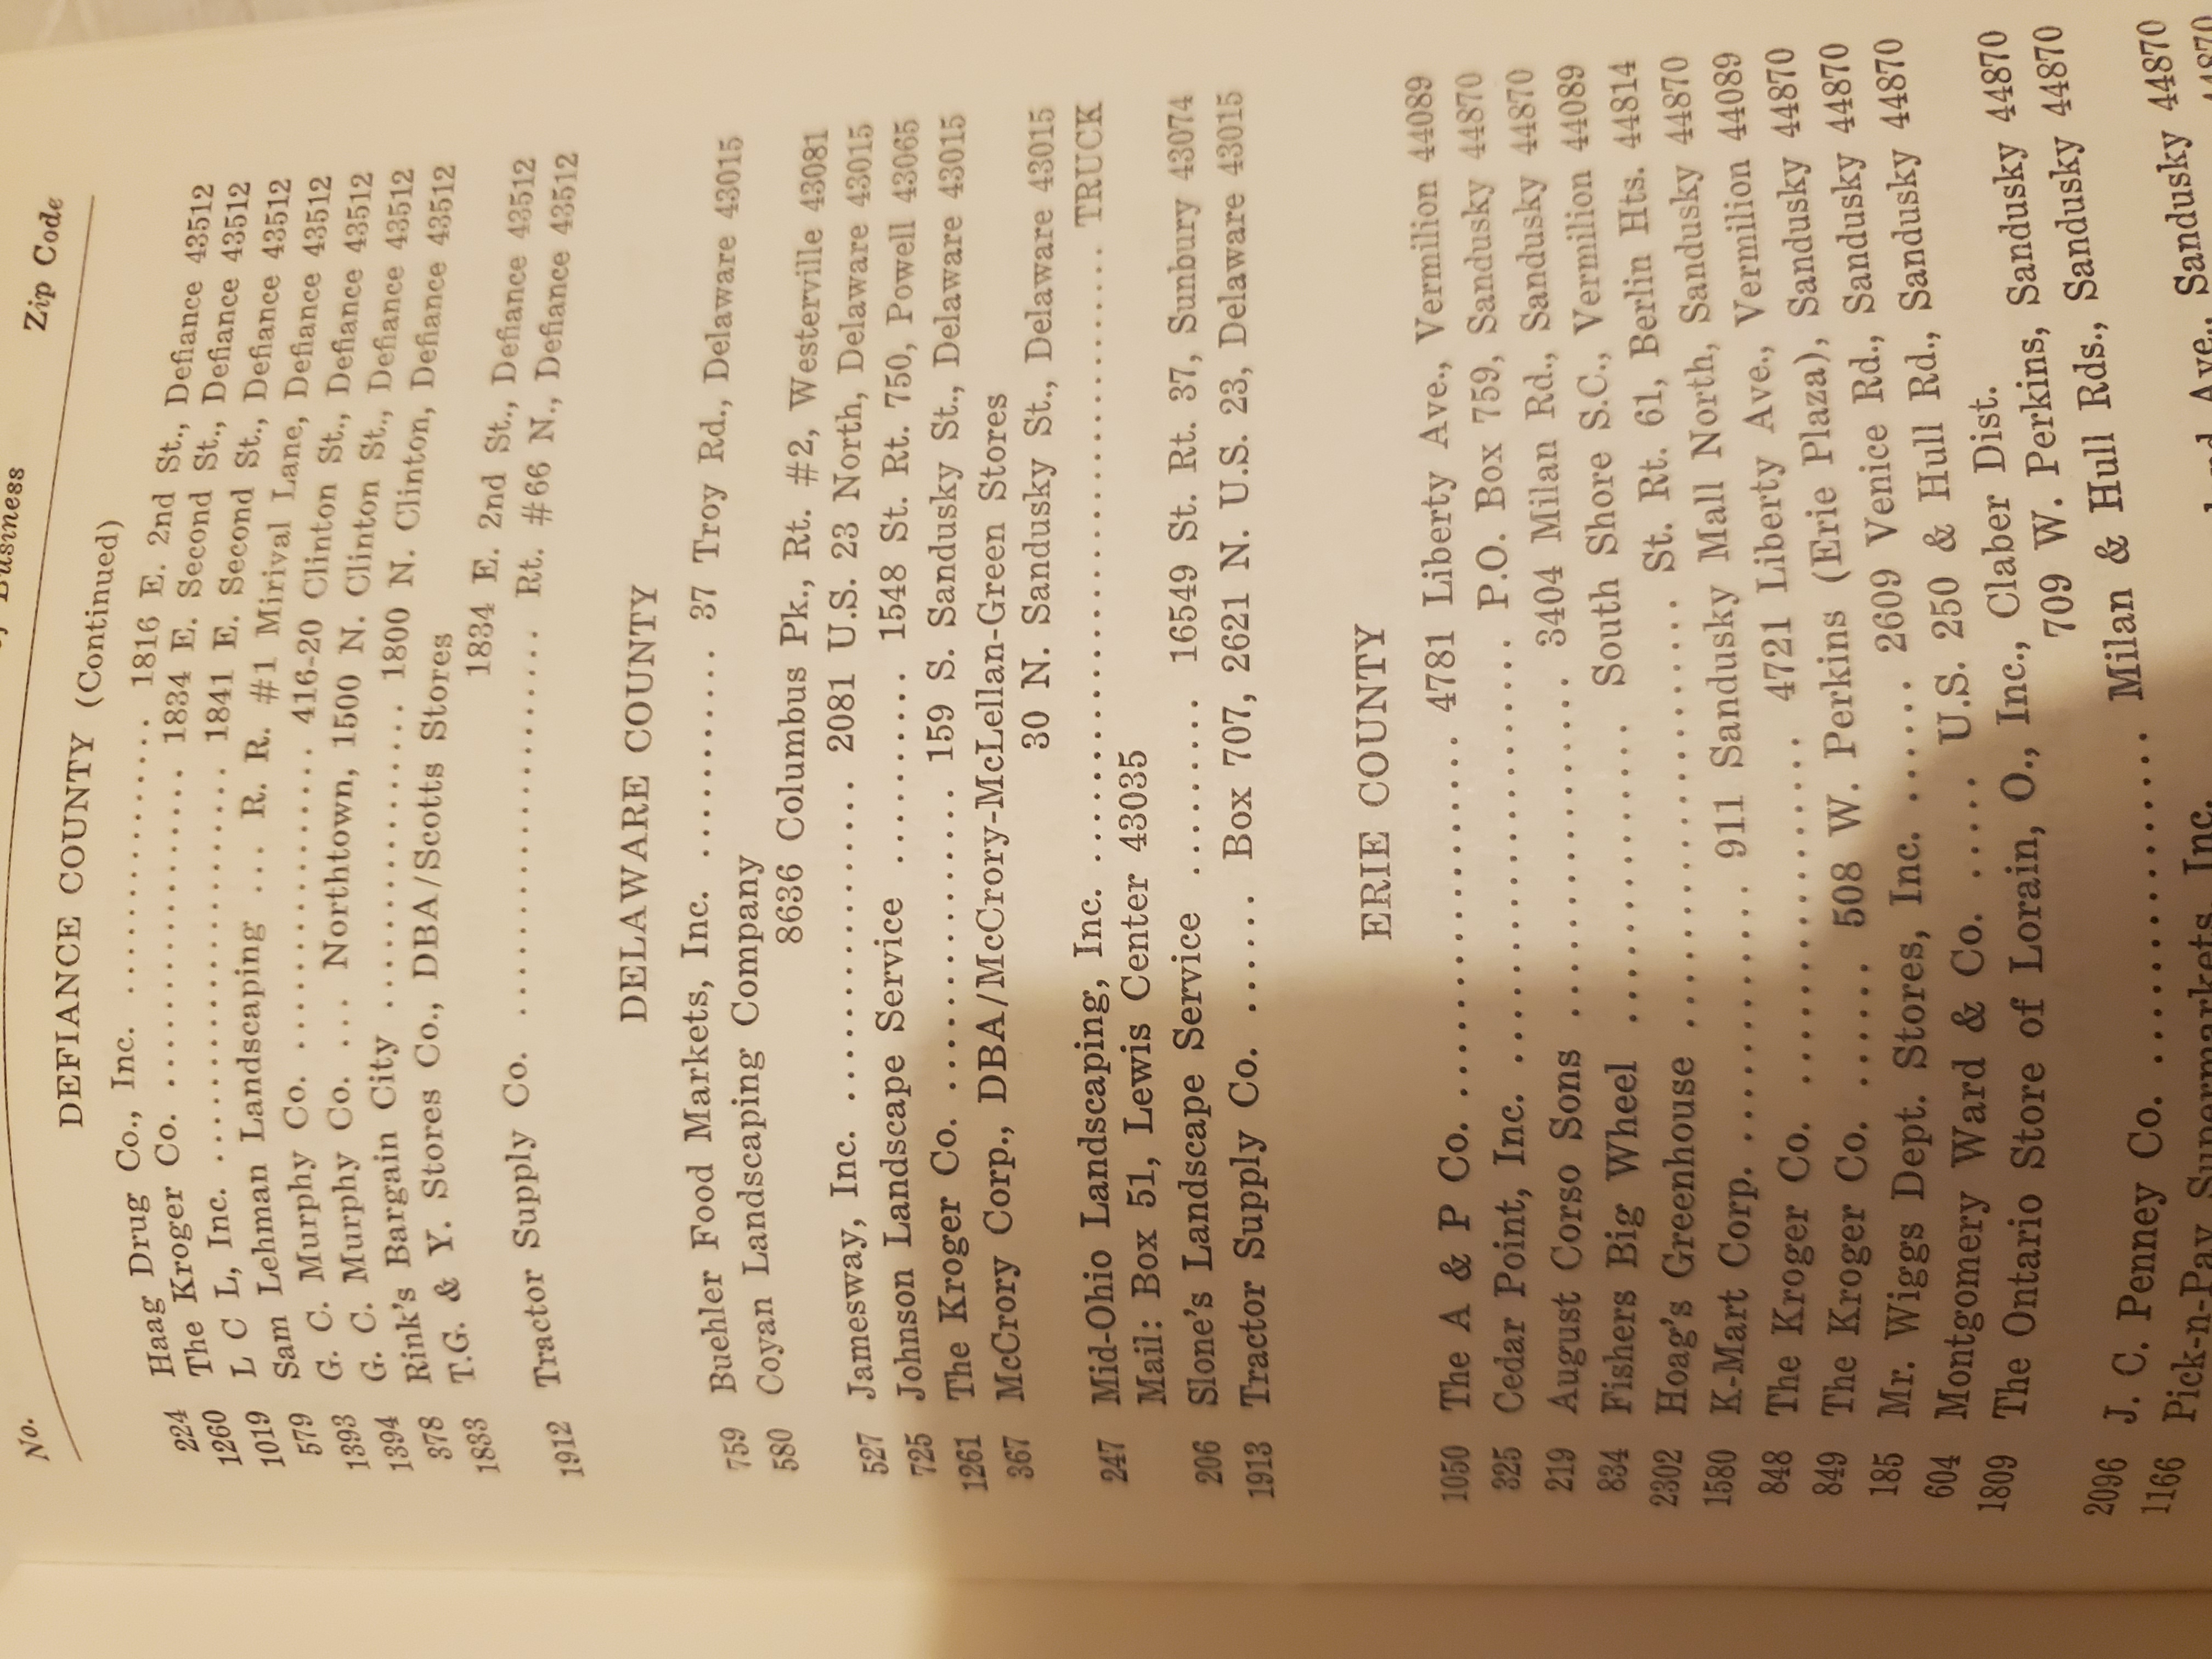 No. of Business Zip Code
DEFIANCE COUNTY (Continued)
224 Haag Drug Co., Inc. .................... 1816 E. 2nd St., Defiance 43512
1260 The Kroger Co. .................... 1834 E. Second St., Defiance 43512
1019 L C L, Inc. .................... 1841 E. Second St., Defiance 43512
579 Sam Lehman Landscaping ... R. R. #1 Mirival Lane, Defiance 43512
1393 G. C. Murphy Co. .................... 416-20 Clinton St., Defiance 43512
1394 G. C. Murphy Co. ... Northtown, 1500 N. Clinton St., Defiance 43512
378 Rink's Bargain City .................... 1800 N. Clinton, Defiance 43512
1833 T.G. & Y. Stores Co., DBA/Scotts Stores
1834 E. 2nd St., Defiance 43512
1912 Tractor Supply Co. .................... Rt. #66 N., Defiance 43512
DELAWARE COUNTY
759 Buehler Food Markets, Inc. .......... 37 Troy Rd., Delaware 43015
580 Coyan Landscaping Company
8636 Columbus Pk., Rt. #2, Westerville 43081
527 Jamesway, Inc. .................... 2081 U.S. 23 North, Delaware 43015
725 Johnson Landscape Service ........ 1548 St. Rt. 750, Powell 43065
1261 The Kroger Co. .................... 159 S. Sandusky St., Delaware 43015
367 McCrory Corp., DBA/McCrory-McLellan-Green Stores
30 N. Sandusky St., Delaware 43015
247 Mid-Ohio Landscaping, Inc. .................... TRUCK
Mail: Box 51, Lewis Center 43035
206 Slone's Landscape Service ........ 16549 St. Rt. 37, Sunbury 43074
1913 Tractor Supply Co. ...... Box 707, 2621 N. U.S. 23, Delaware 43015
ERIE COUNTY
1050 The A & P Co. .................... 4781 Liberty Ave., Vermilion 44089
325 Cedar Point, Inc. .................... P.O. Box 759, Sandusky 44870
219 August Corso Sons .................... 3404 Milan Rd., Sandusky 44870
834 Fishers Big Wheel .............. South Shore S.C., Vermilion 44089
2302 Hoag's Greenhouse .................... St. Rt. 61, Berlin Hts. 44814
1580 K-Mart Corp. .............. 911 Sandusky Mall North, Sandusky 44870
848 The Kroger Co. .................... 4721 Liberty Ave., Vermilion 44089
849 The Kroger Co. ...... 508 W. Perkins (Erie Plaza), Sandusky 44870
185 Mr. Wiggs Dept. Stores, Inc. ...... 2609 Venice Rd., Sandusky 44870
604 Montgomery Ward & Co. ...... U.S. 250 & Hull Rd., Sandusky 44870
1809 The Ontario Store of Lorain, O., Inc., Claber Dist.
709 W. Perkins, Sandusky 44870
2096 J. C. Penney Co. .................... Milan & Hull Rds., Sandusky 44870
1166 Pick-n-Pay Supermarkets, Inc.
Ave., Sandusky 44870